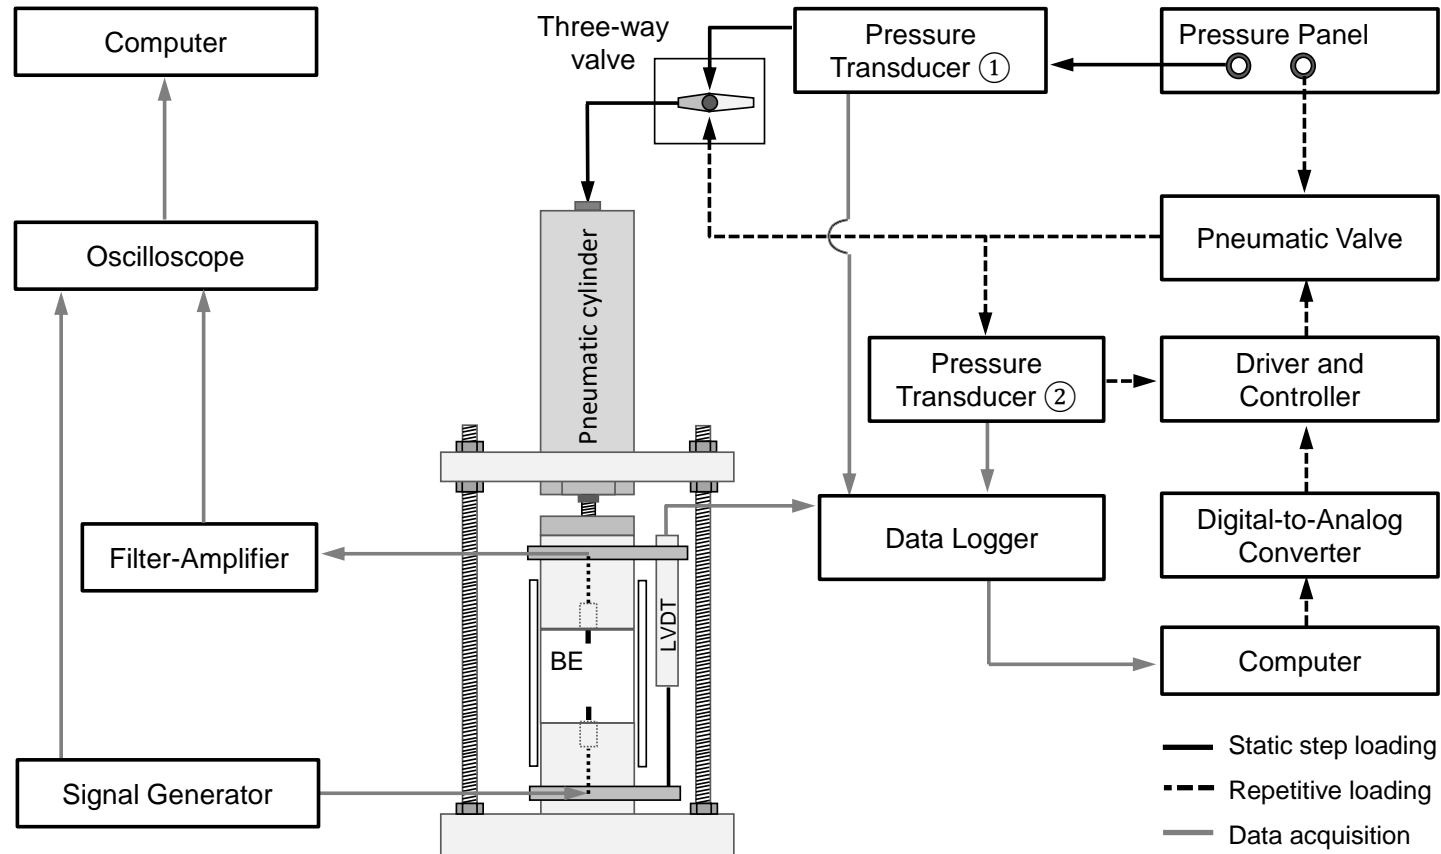 Computer
Three-way
valve
Pressure
Transducer ①
Pressure Panel
Oscilloscope
Pneumatic cylinder
Pneumatic Valve
Pressure
Transducer ②
Driver and
Controller
Filter-Amplifier
Data Logger
Digital-to-Analog
Converter
LVDT
BE
Computer
Signal Generator
Static step loading
Repetitive loading
Data acquisition